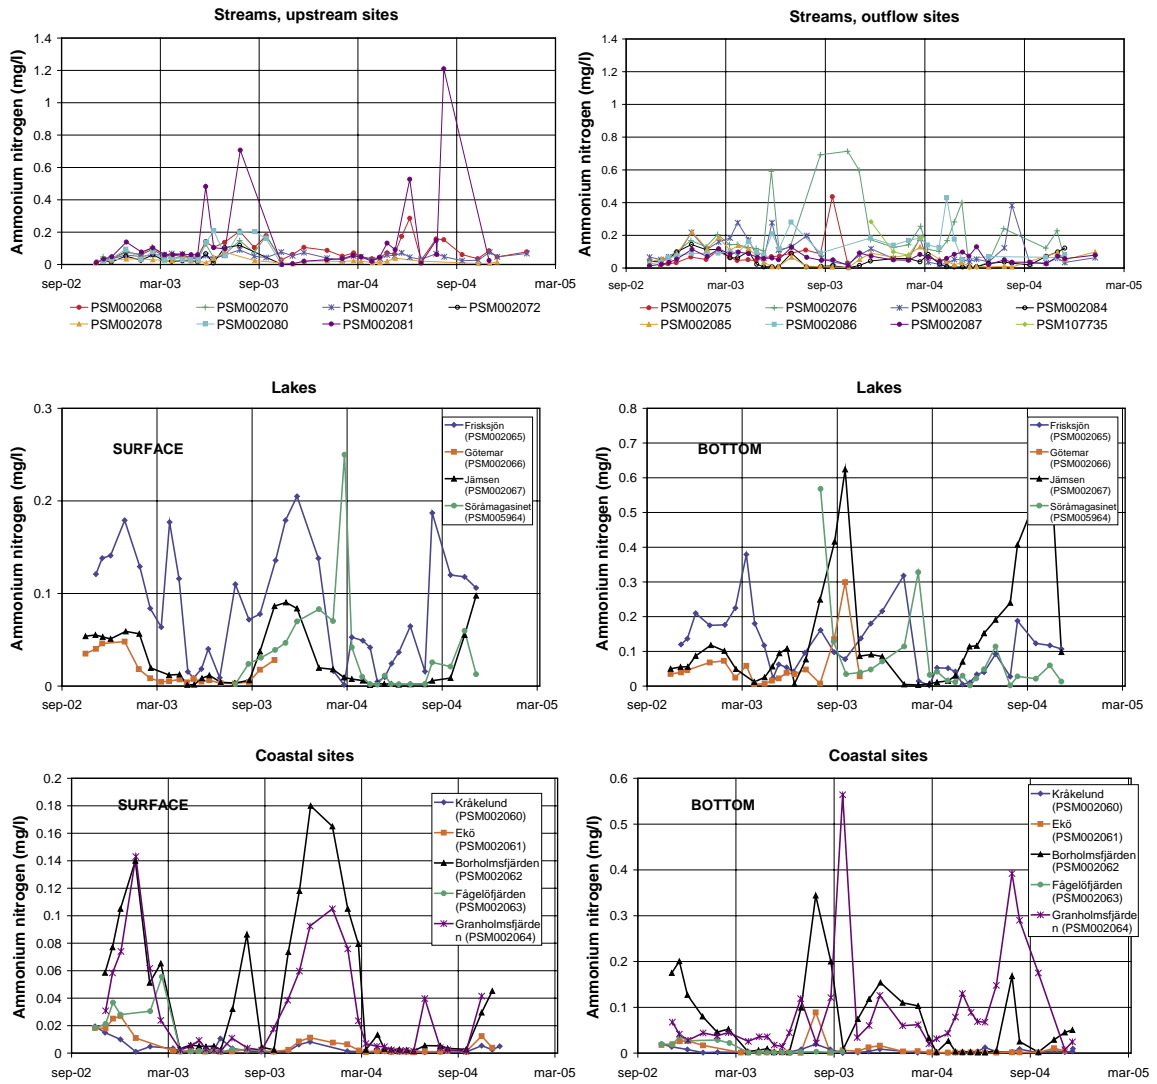 Streams, upstream sites
Ammonium nitrogen (mg/l)
1.4
1.2
1
0.8
0.6
0.4
0.2
0
sep-02 mar-03 sep-03 mar-04 sep-04 mar-05
PSM002068 PSM002070 PSM002071 PSM002072
PSM002078 PSM002080 PSM002081
Streams, outflow sites
Ammonium nitrogen (mg/l)
1.4
1.2
1
0.8
0.6
0.4
0.2
0
sep-02 mar-03 sep-03 mar-04 sep-04 mar-05
PSM002075 PSM002076 PSM002083 PSM002084
PSM002085 PSM002086 PSM002087 PSM107735
Lakes
SURFACE
Ammonium nitrogen (mg/l)
0.3
0.2
0.1
0
sep-02 mar-03 sep-03 mar-04 sep-04 mar-05
Frisksjön
(PSM002065)
Götemar
(PSM002066)
Jämsen
(PSM002067)
Söråmagasinet
(PSM005964)
Lakes
BOTTOM
Ammonium nitrogen (mg/l)
0.8
0.7
0.6
0.5
0.4
0.3
0.2
0.1
0
sep-02 mar-03 sep-03 mar-04 sep-04 mar-05
Frisksjön
(PSM002065)
Götemar
(PSM002066)
Jämsen
(PSM002067)
Söråmagasinet
(PSM005964)
Coastal sites
SURFACE
Ammonium nitrogen (mg/l)
0.2
0.18
0.16
0.14
0.12
0.1
0.08
0.06
0.04
0.02
0
sep-02 mar-03 sep-03 mar-04 sep-04 mar-05
Kråkelund
(PSM002060)
Ekö
(PSM002061)
Borholmsfjärden
(PSM002062
Fågelöfjärden
(PSM002063)
Granholmsfjärde
n (PSM002064)
Coastal sites
BOTTOM
Ammonium nitrogen (mg/l)
0.6
0.5
0.4
0.3
0.2
0.1
0
sep-02 mar-03 sep-03 mar-04 sep-04 mar-05
Kråkelund
(PSM002060)
Ekö
(PSM002061)
Borholmsfjärden
(PSM002062
Fågelöfjärden
(PSM002063)
Granholmsfjärde
n (PSM002064)